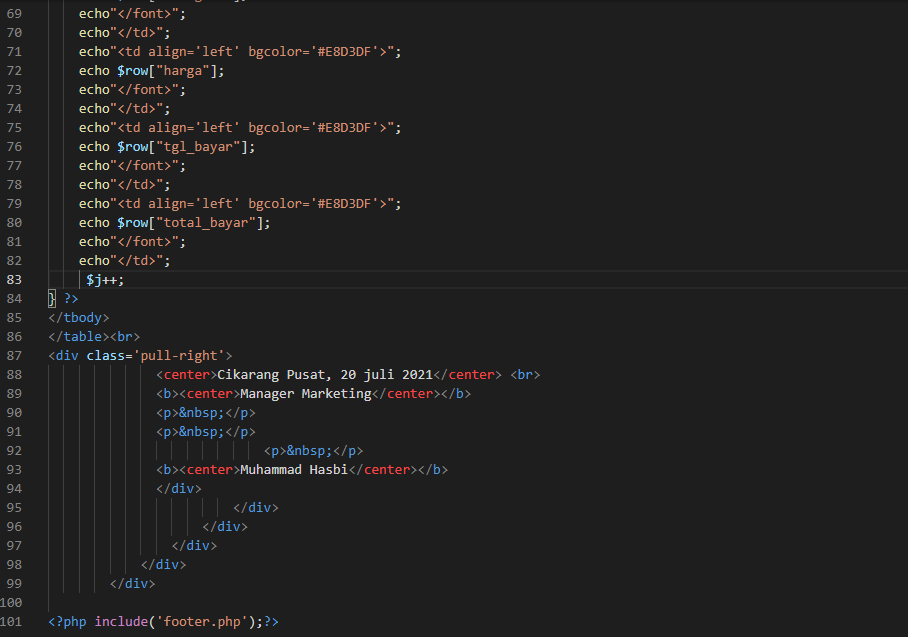 69 echo"</font>";
70 echo"</td>";
71 echo"<td align='left' bgcolor='#E8D3DF'>";
72 echo $row["harga"];
73 echo"</font>";
74 echo"</td>";
75 echo"<td align='left' bgcolor='#E8D3DF'>";
76 echo $row["tgl_bayar"];
77 echo"</font>";
78 echo"</td>";
79 echo"<td align='left' bgcolor='#E8D3DF'>";
80 echo $row["total_bayar"];
81 echo"</font>";
82 echo"</td>";
83 $j++;
84 } ?>
85 </tbody>
86 </table><br>
87 <div class='pull-right'>
88 <center>Cikarang Pusat, 20 juli 2021</center> <br>
89 <b><center>Manager Marketing</center></b>
90 <p>&nbsp;</p>
91 <p>&nbsp;</p>
92 <p>&nbsp;</p>
93 <b><center>Muhammad Hasbi</center></b>
94 </div>
95 </div>
96 </div>
97 </div>
98 </div>
99 </div>
100
101 <?php include('footer.php');?>